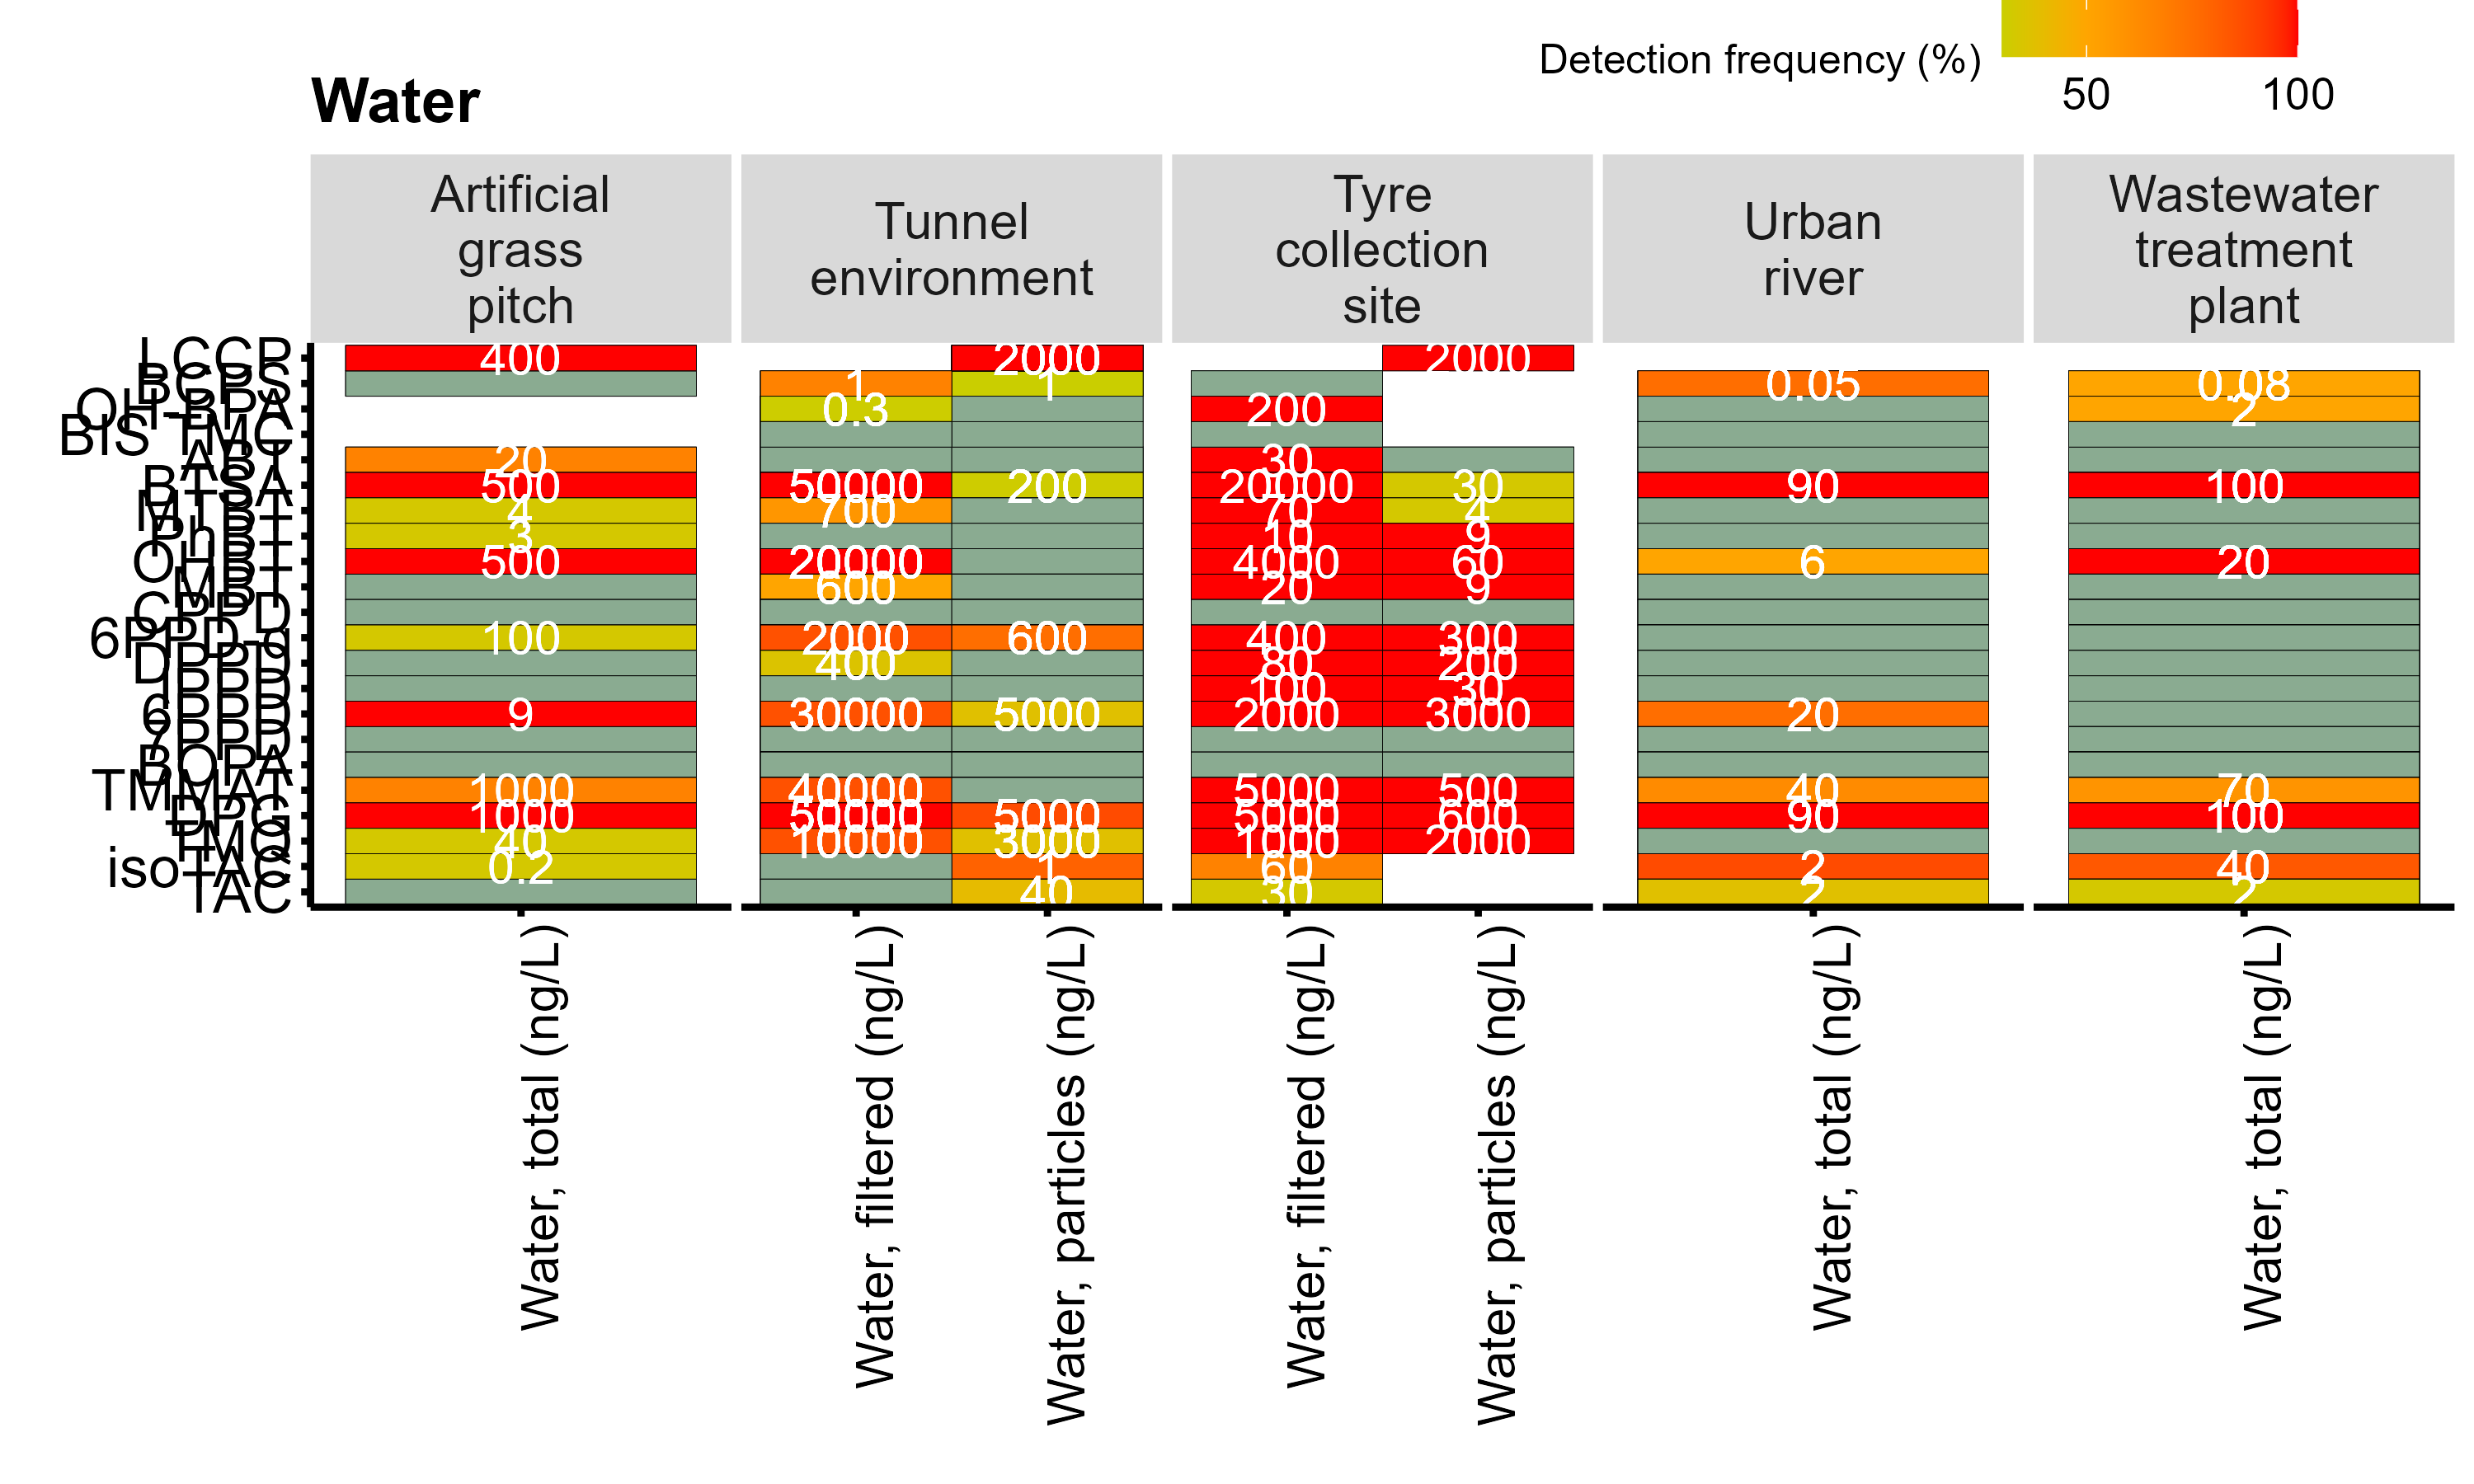 Detection frequency (%)
50 100
Water
Artificial
grass
pitch
Tunnel
environment
Tyre
collection
site
Urban
river
Wastewater
treatment
plant
LCCP 400 2000 2000
BCPS 1 1 0.05 0.08
OH-BPA 0.3 200 2
BIS TMC
ABT 20 30
BTSA 500 50000 200 20000 30 90 100
MTBT 4 700 70 4
PhBT 3 10 9
OHBT 500 20000 4000 60 6 20
MBT 600 20 9
CPPD
6PPD-q 100 2000 600 400 300
DPPD 400 80 200
IPPD 100 30
6PPD 9 30000 5000 2000 3000 20
7PPD
BOPA
TMMAT 1000 40000 5000 500 40 70
DPG 1000 50000 5000 5000 600 90 100
TMQ 40 10000 3000 1000 2000
isoTAC 0.2 1 60 2 40
TAC 40 30 2 2
Water, total (ng/L)
Water, filtered (ng/L)
Water, particles (ng/L)
Water, filtered (ng/L)
Water, particles (ng/L)
Water, total (ng/L)
Water, total (ng/L)